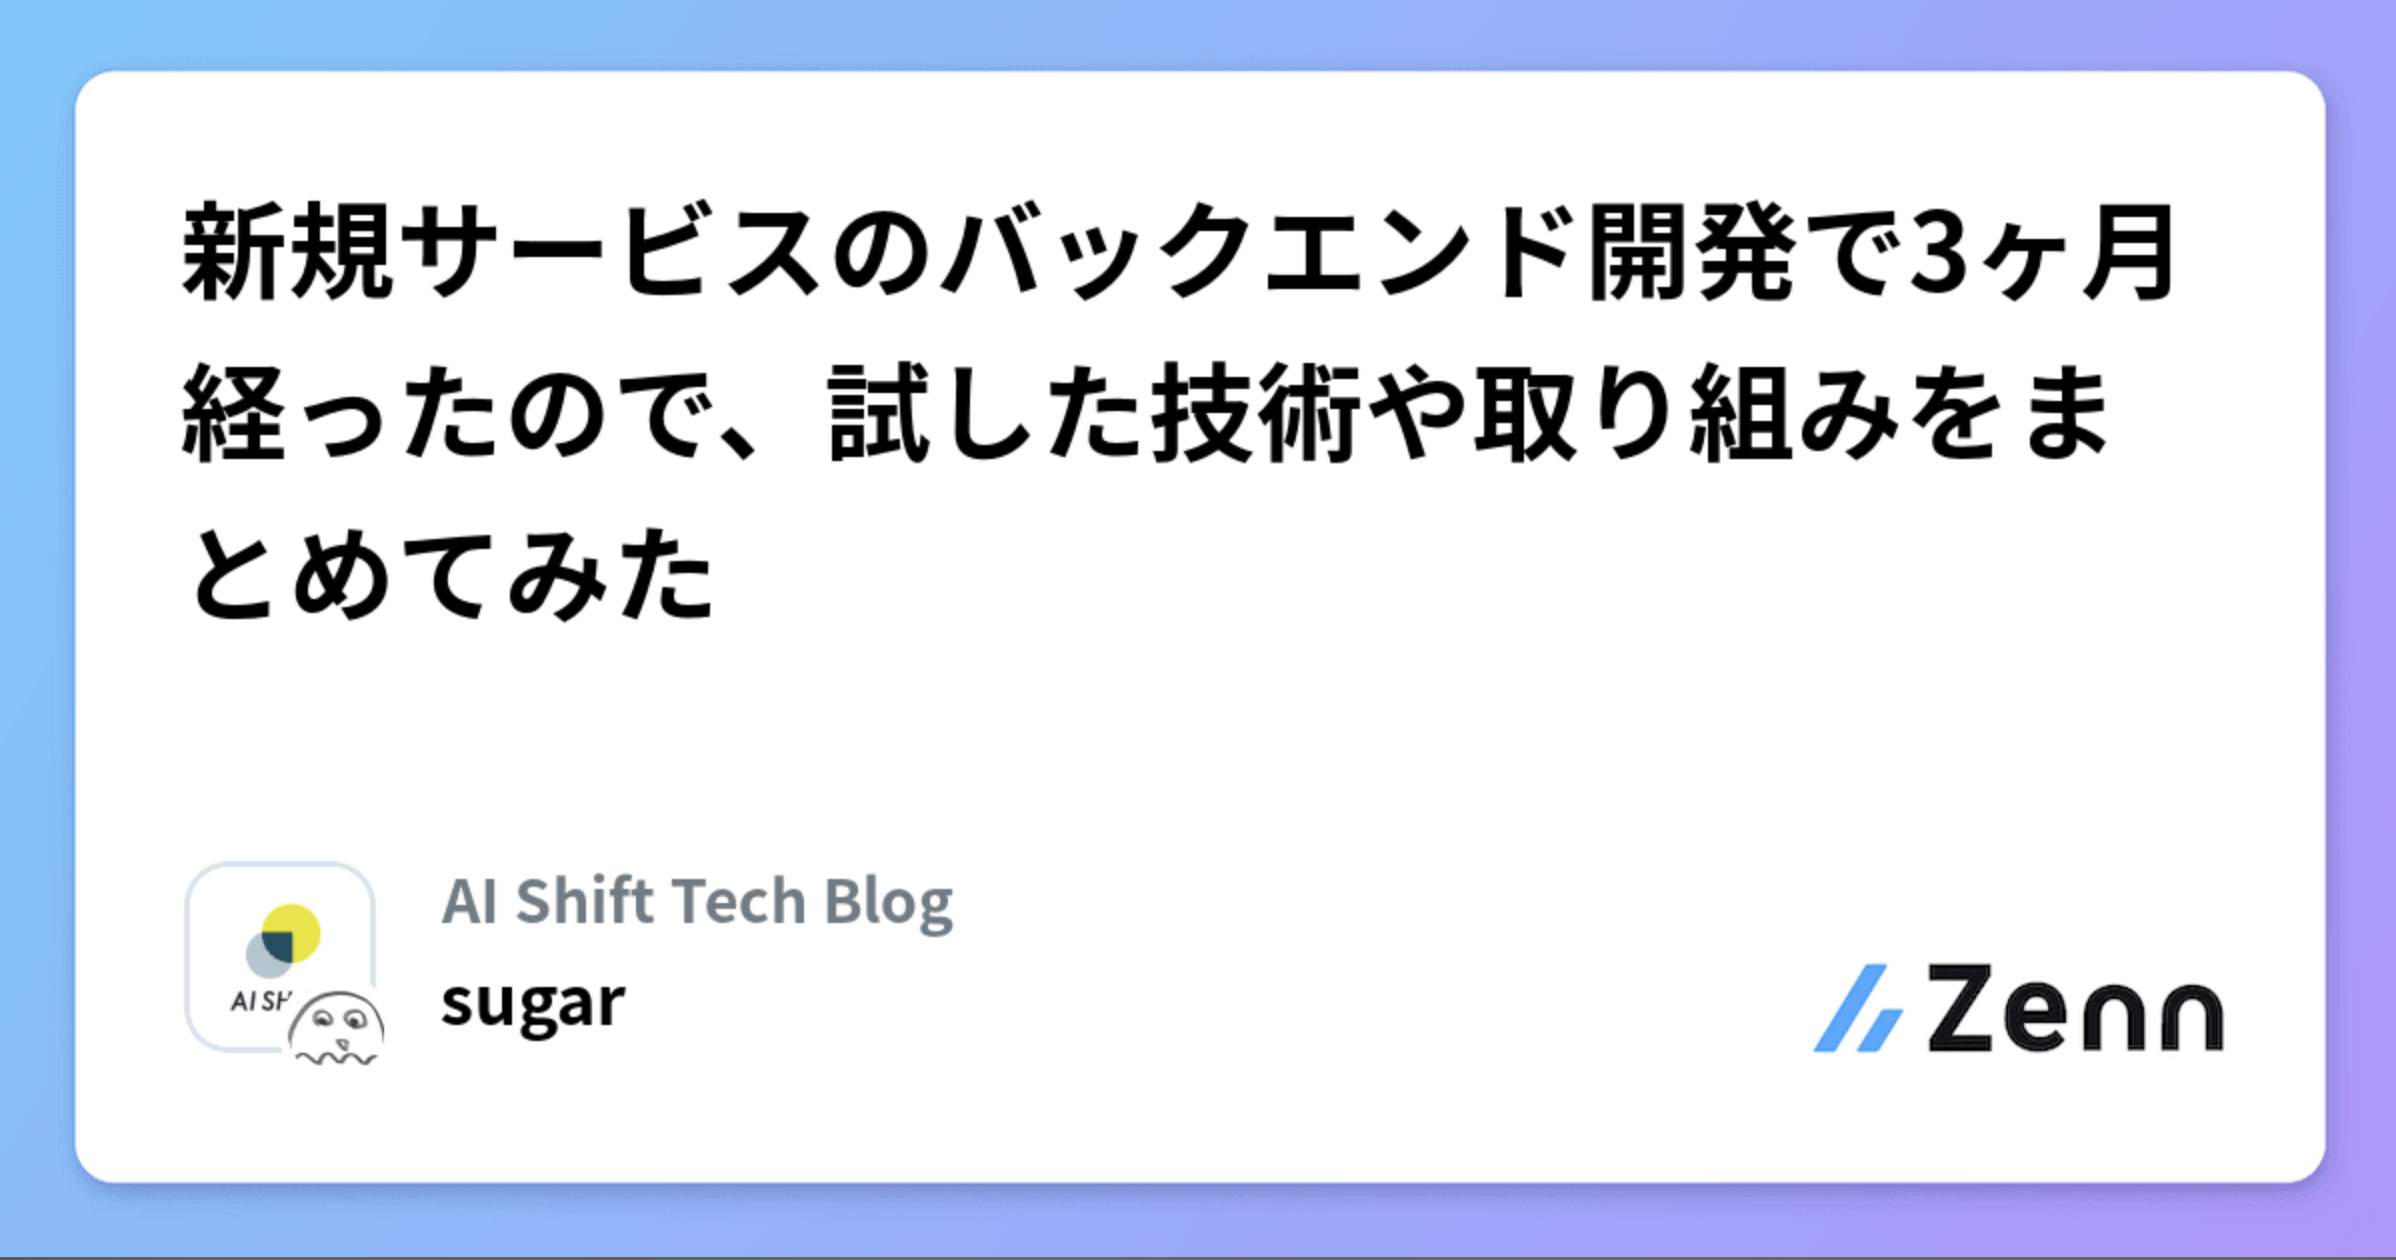 新規サービスのバックエンド開発で3ヶ月
経ったので、試した技術や取り組みをま
とめてみた
AI Shift Tech Blog
AI SH
sugar
Zenn